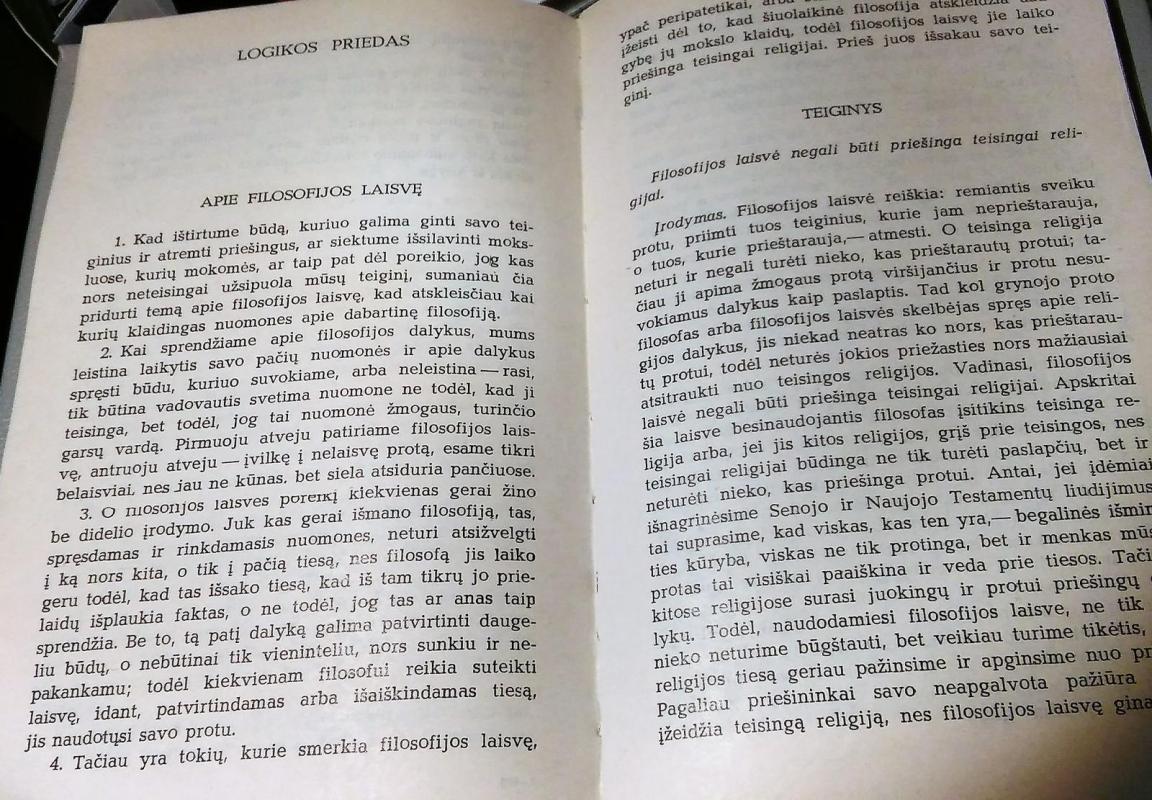 LOGIKOS PRIEDAS
APIE FILOSOFIJOS LAISVĘ
1. Kad ištirtume būdą, kuriuo galima ginti savo tei-
ginius ir atremti priešingus, ar siektume išsilavinti moks-
luose, kurių mokomės, ar taip pat dėl poreikio, jog kas
nors neteisingai užsipuola mūsų teiginį, sumaniau čia
pridurti temą apie filosofijos laisvę, kad atskleisčiau kai
kurių klaidingas nuomones apie dabartinę filosofiją.
2. Kai sprendžiame apie filosofijos dalykus, mums
leistina laikytis savo pačių nuomonės ir apie dalykus
spręsti būdu, kuriuo suvokiame, arba neleistina — rasi,
tik būtina vadovautis svetima nuomone ne todėl, kad ji
teisinga, bet todėl, jog tai nuomonė žmogaus, turinčio
garsų vardą. Pirmuoju atveju patiriame filosofijos lais-
vę, antruoju atveju — įvilkę į nelaisvę protą, esame tikri
belaisviai, nes jau ne kūnas, bet siela atsiduria pančiuose.
3. O filosofijos laisvės poreikį kiekvienas gerai žino
be didelio įrodymo. Juk kas gerai išmano filosofiją, tas,
spręsdamas ir rinkdamasis nuomones, neturi atsižvelgti
į ką nors kita, o tik į pačią tiesą, nes filosofą jis laiko
geru todėl, kad tas išsako tiesą, kad iš tam tikrų jo prie-
laidų išplaukia faktas, o ne todėl, jog tas ar anas taip
sprendžia. Be to, tą patį dalyką galima patvirtinti dauge-
liu būdų, o nebūtinai tik vieninteliu, nors sunkiu ir ne-
pakankamu; todėl kiekvienam filosofui reikia suteikti
laisvę, idant, patvirtindamas arba išaiškindamas tiesą,
jis naudotųsi savo protu.
4. Tačiau yra tokių, kurie smerkia filosofijos laisvę,
ypač peripatetikai, arba
įžeisti dėl to, kad šiuolaikinė filosofija atskleidžia
gybę jų mokslo klaidų, todėl filosofijos laisvę jie laiko
priešinga teisingai religijai. Prieš juos išsakau savo tei-
ginį.
TEIGINYS
Filosofijos laisvė negali būti priešinga teisingai reli-
gijai.
Įrodymas. Filosofijos laisvė reiškia: remiantis sveiku
protu, priimti tuos teiginius, kurie jam neprieštarauja,
o tuos, kurie prieštarauja,— atmesti. O teisinga religija
neturi ir negali turėti nieko, kas prieštarautų protui; ta-
čiau ji apima žmogaus protą viršijančius ir protu nesu-
vokiamus dalykus kaip paslaptis. Tad kol grynojo proto
filosofas arba filosofijos laisvės skelbėjas spręs apie reli-
gijos dalykus, jis niekad neatras ko nors, kas prieštarau-
tų protui, todėl neturės jokios priežasties nors mažiausiai
atsitraukti nuo teisingos religijos. Vadinasi, filosofijos
laisvė negali būti priešinga teisingai religijai. Apskritai
šia laisve besinaudojantis filosofas įsitikins teisinga re-
ligija arba, jei jis kitos religijos, grįš prie teisingos, nes
teisingai religijai būdinga ne tik turėti paslapčių, bet ir
neturėti nieko, kas priešinga protui. Antai, jei įdėmiai
išnagrinėsime Senojo ir Naujojo Testamentų liudijimus
tai suprasime, kad viskas, kas ten yra,— begalinės išmin
ties kūryba, viskas ne tik protinga, bet ir menkas mūs
protas tai visiškai paaiškina ir veda prie tiesos. Tači
kitose religijose surasi juokingų ir protui priešingų
lykų. Todėl, naudodamiesi filosofijos laisve, ne tik
nieko neturime būgštauti, bet veikiau turime tikėtis,
religijos tiesą geriau pažinsime ir apginsime nuo pr
Pagaliau priešininkai savo neapgalvota pažiūra
įžeidžia teisingą religiją, nes filosofijos laisvę gina